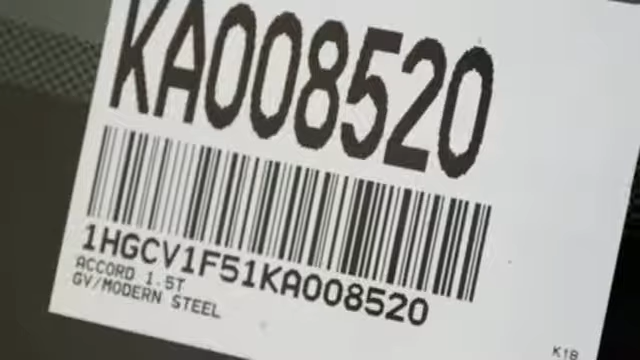 KA008520
1HGCV1F51KA008520
ACCORD 1.5T
GV/MODERN STEEL
K18